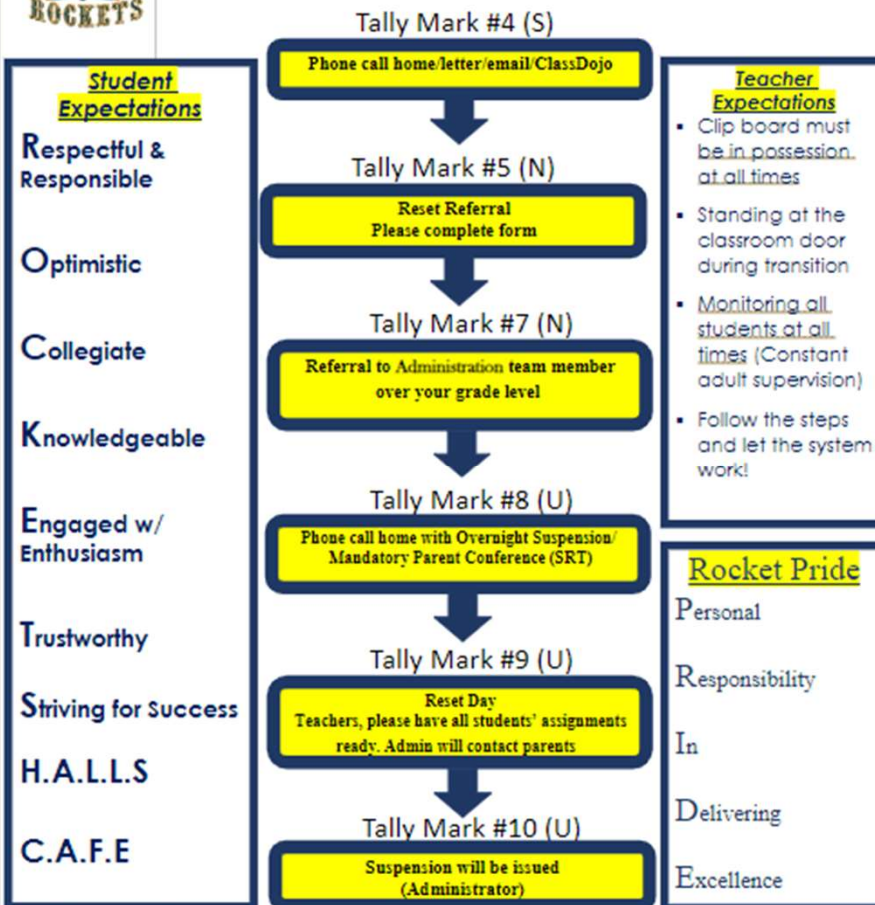 ROCKETS
Student
Expectations
Respectful &
Responsible
Optimistic
Collegiate
Knowledgeable
Engaged w/
Enthusiasm
Trustworthy
Striving for Success
H.A.L.L.S
C.A.F.E
Tally Mark #4 (S)
Phone call home/letter/email/ClassDojo
Tally Mark #5 (N)
Reset Referral
Please complete form
Tally Mark #7 (N)
Referral to Administration team member
over your grade level
Tally Mark #8 (U)
Phone call home with Overnight Suspension/
Mandatory Parent Conference (SRT)
Tally Mark #9 (U)
Reset Day
Teachers, please have all students’ assignments
ready. Admin will contact parents
Tally Mark #10 (U)
Suspension will be issued
(Administrator)
Teacher
Expectations
▪ Clip board must
be in possession
at all times
▪ Standing at the
classroom door
during transition
▪ Monitoring all
students at all
times (Constant
adult supervision)
▪ Follow the steps
and let the system
work!
Rocket Pride
Personal
Responsibility
In
Delivering
Excellence